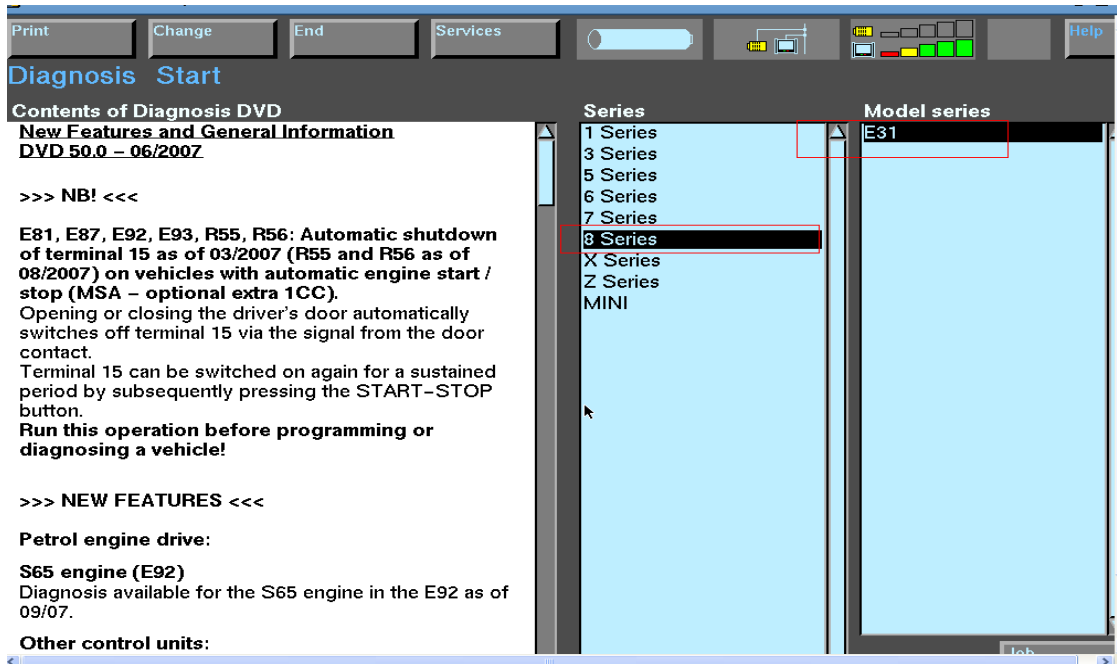 Print
Change
End
Services
Help
Diagnosis Start
Contents of Diagnosis DVD
New Features and General Information
DVD 50.0 – 06/2007
>>> NB! <<<
E81, E87, E92, E93, R55, R56: Automatic shutdown
of terminal 15 as of 03/2007 (R55 and R56 as of
08/2007) on vehicles with automatic engine start /
stop (MSA – optional extra 1CC).
Opening or closing the driver's door automatically
switches off terminal 15 via the signal from the door
contact.
Terminal 15 can be switched on again for a sustained
period by subsequently pressing the START–STOP
button.
Run this operation before programming or
diagnosing a vehicle!
>>> NEW FEATURES <<<
Petrol engine drive:
S65 engine (E92)
Diagnosis available for the S65 engine in the E92 as of
09/07.
Other control units:
Series
1 Series
3 Series
5 Series
6 Series
7 Series
8 Series
X Series
Z Series
MINI
Model series
E31
Job